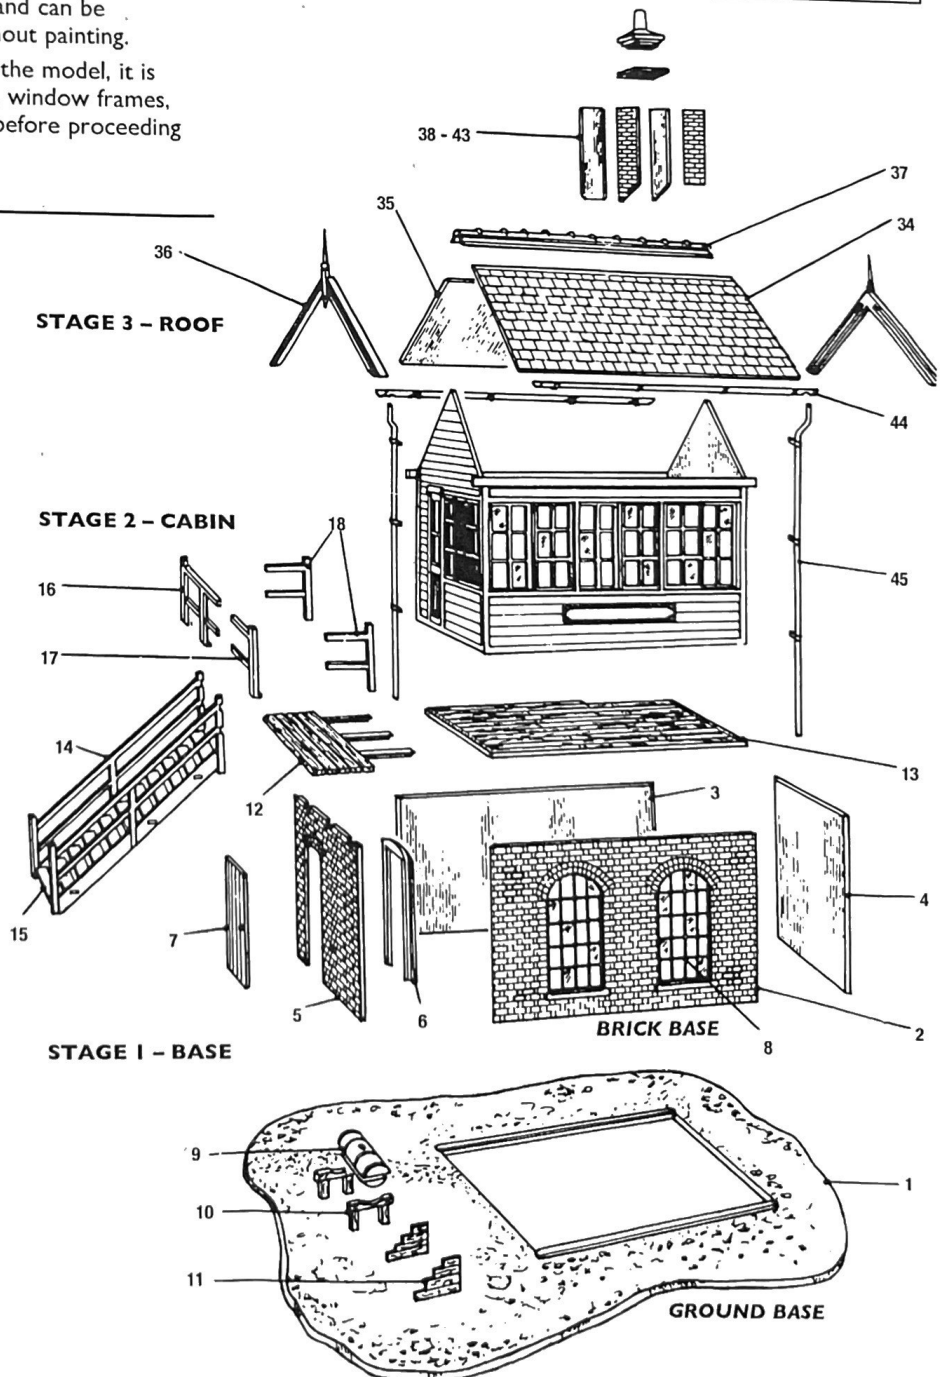 and can be
out painting.
the model, it is
window frames,
before proceeding
38 - 43
37
35
34
36
STAGE 3 – ROOF
44
STAGE 2 – CABIN
18
16
45
17
14
13
12
3
4
15
7
5
6
BRICK BASE
2
8
STAGE 1 – BASE
9
1
10
11
GROUND BASE